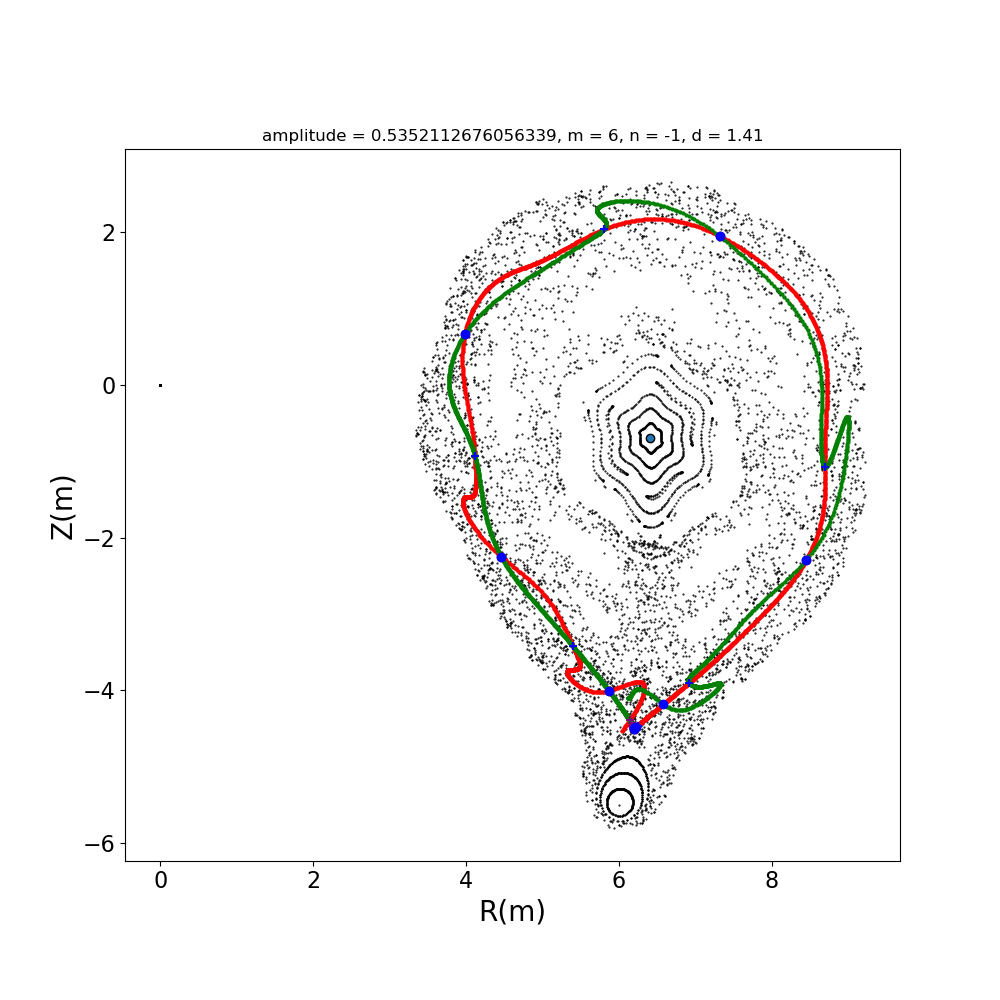 amplitude = 0.5352112676056339, m = 6, n = -1, d = 1.41
Z(m)
2
0
−2
−4
−6
0 2 4 6 8
R(m)